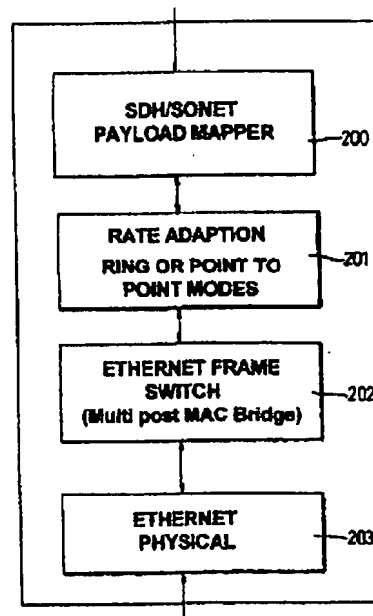 SDH/SONET
PAYLOAD MAPPER
200
RATE ADAPTION
RING OR POINT TO
POINT MODES
201
ETHERNET FRAME
SWITCH
(Multi post MAC Bridge)
202
ETHERNET
PHYSICAL
203